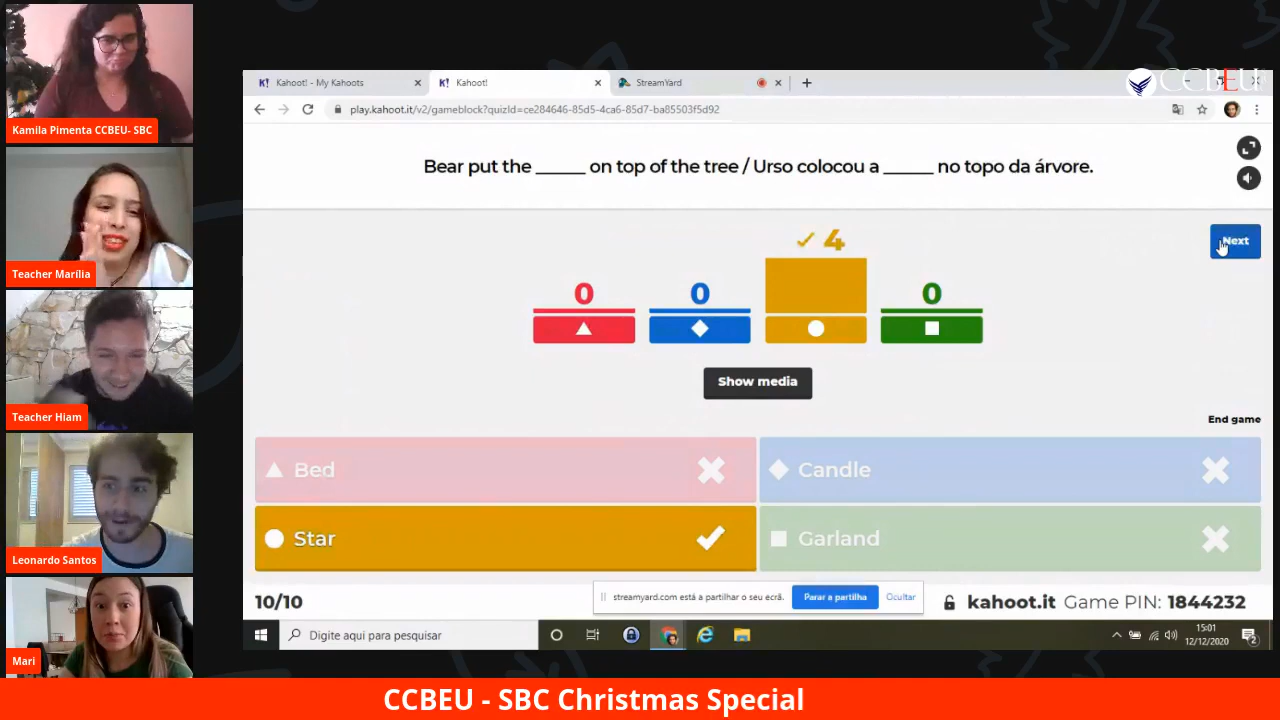 Kamila Pimenta CCBEU- SBC
Teacher Marília
Teacher Hiam
Leonardo Santos
Mari
K! Kahoot! - My Kahoots
K! Kahoot!
StreamYard
CCBEU
play.kahoot.it/v2/gameblock?quizId=ce284646-85d5-4ca6-85d7-ba85503f5d92
Bear put the _____ on top of the tree / Urso colocou a _____ no topo da árvore.
Next
0
0
4
0
Show media
End game
Bed
Candle
Star
Garland
10/10
streamyard.com está a partilhar o seu ecrã.
Parar a partilha
Ocultar
kahoot.it Game PIN: 1844232
Digite aqui para pesquisar
15:01
12/12/2020
2
CCBEU - SBC Christmas Special